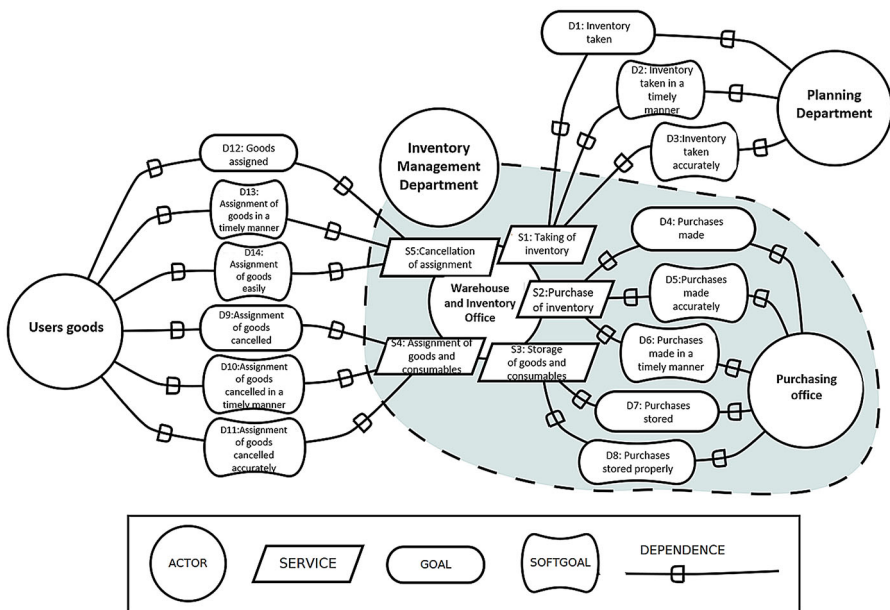 D1: Inventory
taken
D2: Inventory
taken in a
timely
manner
D3:Inventory
taken
accurately
Planning
Department
D12: Goods
assigned
D13:
Assignment of
goods in a
timely manner
D14:
Assignment
of goods
easily
D9:Assignment
of goods
cancelled
D10:Assignment
of goods
cancelled in a
timely manner
D11:Assignment
of goods
cancelled
accurately
Users goods
Inventory
Management
Department
S5:Cancellation
of assignment
S1: Taking of
inventory
Warehouse
and Inventory
Office
S2:Purchase
of inventory
S4: Assignment of
goods and
consumables
S3: Storage
of goods and
consumables
D4: Purchases
made
D5:Purchases
made
accurately
D6: Purchases
made in a
timely manner
D7: Purchases
stored
D8: Purchases
stored properly
Purchasing
office
ACTOR
SERVICE
GOAL
SOFTGOAL
DEPENDENCE